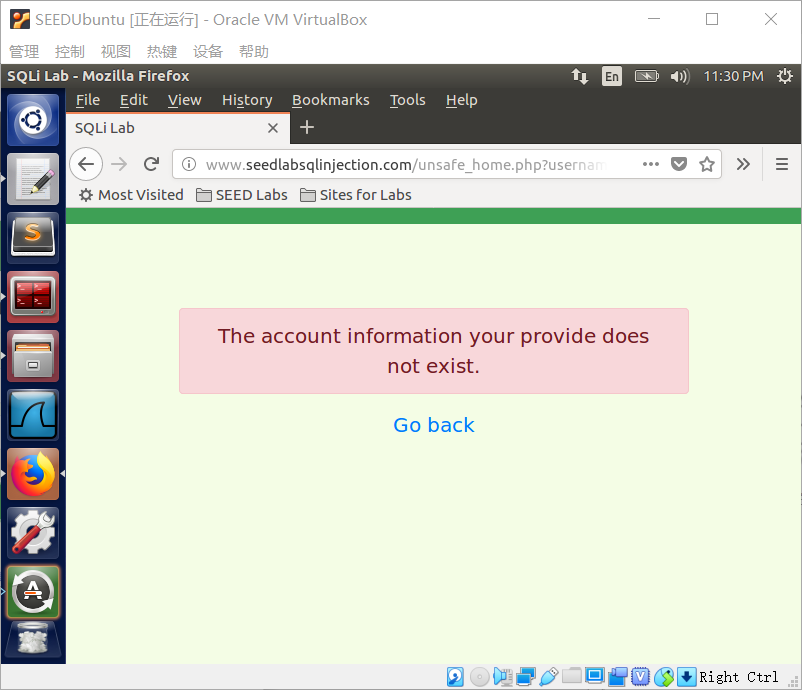 SEEDUbuntu [正在运行] - Oracle VM VirtualBox
管理 控制 视图 热键 设备 帮助
SQLi Lab - Mozilla Firefox En 11:30 PM
File Edit View History Bookmarks Tools Help
SQLi Lab
www.seedlabsqlinjection.com/unsafe_home.php?usernam
Most Visited SEED Labs Sites for Labs
The account information your provide does
not exist.
Go back
Right Ctrl